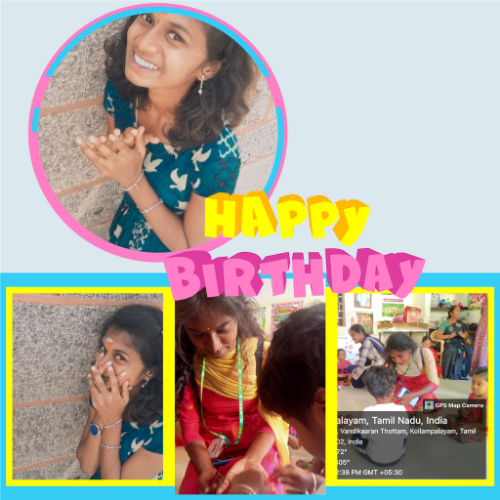 HAPPY
BIRTHDAY
GPS Map Camera
palayam, Tamil Nadu, India
Vandikaaran Thottam, Kollampalayam, Tamil
02, India
72°
605°
2:38 PM GMT +05:30